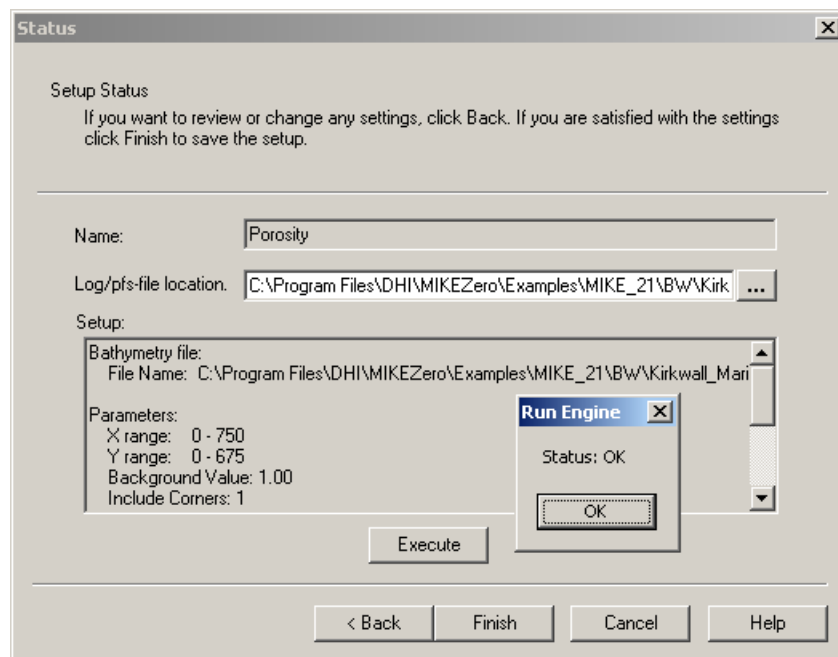 Status
Setup Status
If you want to review or change any settings, click Back. If you are satisfied with the settings
click Finish to save the setup.
Name:
Porosity
Log/pfs-file location.
C:\Program Files\DHI\MIKEZero\Examples\MIKE_21\BW\Kirk
...
Setup:
Bathymetry file:
File Name: C:\Program Files\DHI\MIKEZero\Examples\MIKE_21\BW\Kirkwall_Mari
Parameters:
X range: 0 - 750
Y range: 0 - 675
Background Value: 1.00
Include Corners: 1
Run Engine
Status: OK
OK
Execute
< Back
Finish
Cancel
Help